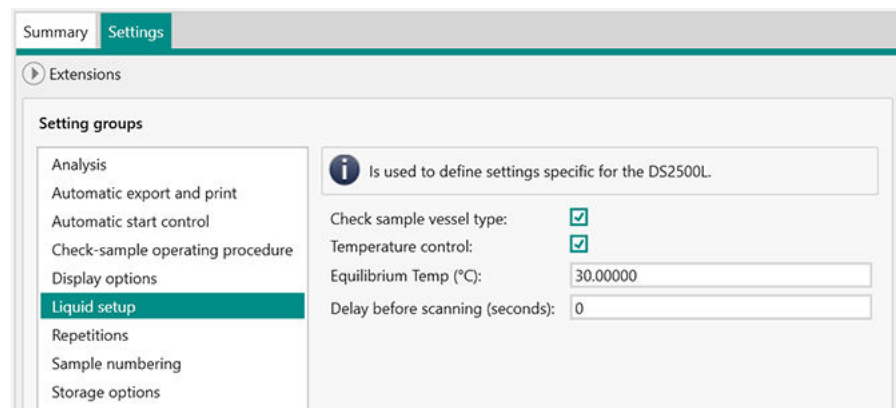 Summary Settings
Extensions
Setting groups
Analysis
Automatic export and print
Automatic start control
Check-sample operating procedure
Display options
Liquid setup
Repetitions
Sample numbering
Storage options
i Is used to define settings specific for the DS2500L.
Check sample vessel type:
Temperature control:
Equilibrium Temp (°C): 30.00000
Delay before scanning (seconds): 0